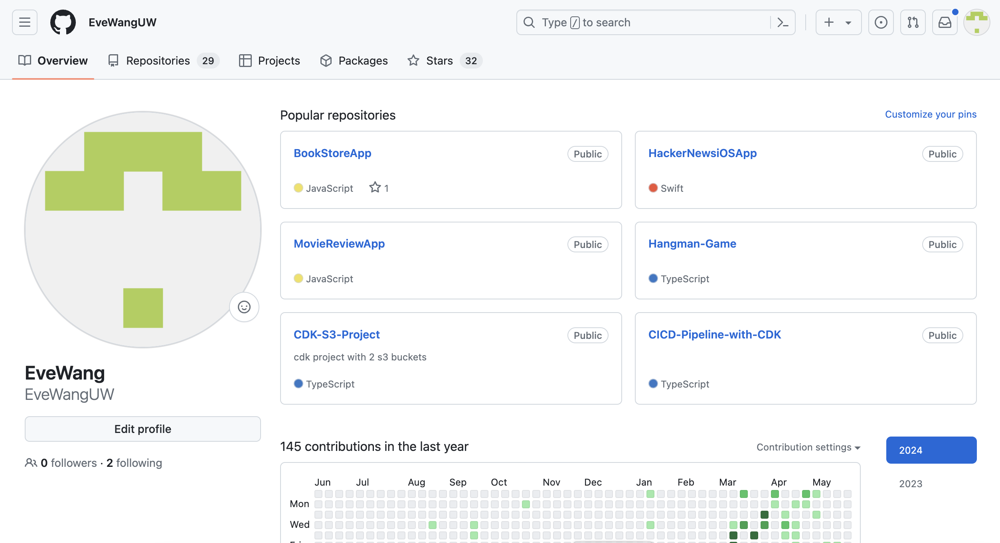 EveWangUW
Type / to search
Overview
Repositories 29
Projects
Packages
Stars 32
Popular repositories
Customize your pins
BookStoreApp
Public
JavaScript
1
HackerNewsiOSApp
Public
Swift
MovieReviewApp
Public
JavaScript
Hangman-Game
Public
TypeScript
CDK-S3-Project
Public
cdk project with 2 s3 buckets
TypeScript
CICD-Pipeline-with-CDK
Public
TypeScript
EveWang
EveWangUW
Edit profile
0 followers · 2 following
145 contributions in the last year
Contribution settings
2024
2023
Jun Jul Aug Sep Oct Nov Dec Jan Feb Mar Apr May
Mon
Wed